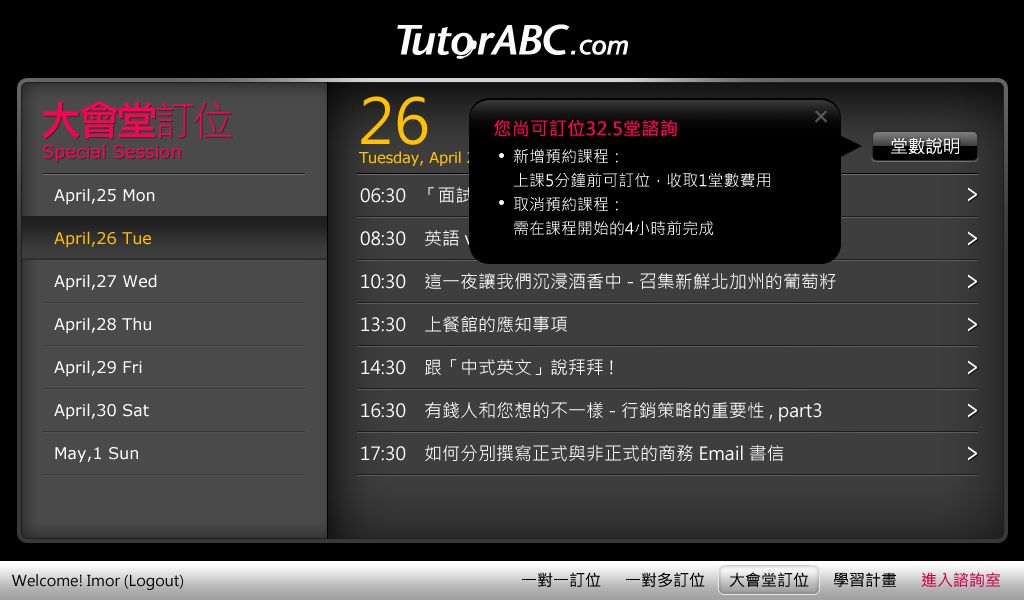 TutorABC.com
大會堂訂位
Special Session
April,25 Mon
April,26 Tue
April,27 Wed
April,28 Thu
April,29 Fri
April,30 Sat
May,1 Sun
26
Tuesday, April
您尚可訂位32.5堂諮詢
×
• 新增預約課程：
上課5分鐘前可訂位，收取1堂數費用
• 取消預約課程：
需在課程開始的4小時前完成
堂數說明
06:30 「面試 >
08:30 英語 >
10:30 這一夜讓我們沉浸酒香中 - 召集新鮮北加州的葡萄籽 >
13:30 上餐館的應知事項 >
14:30 跟「中式英文」說拜拜！ >
16:30 有錢人和您想的不一樣 - 行銷策略的重要性 , part3 >
17:30 如何分別撰寫正式與非正式的商務 Email 書信 >
Welcome! Imor (Logout)
一對一訂位 一對多訂位 大會堂訂位 學習計畫 進入諮詢室